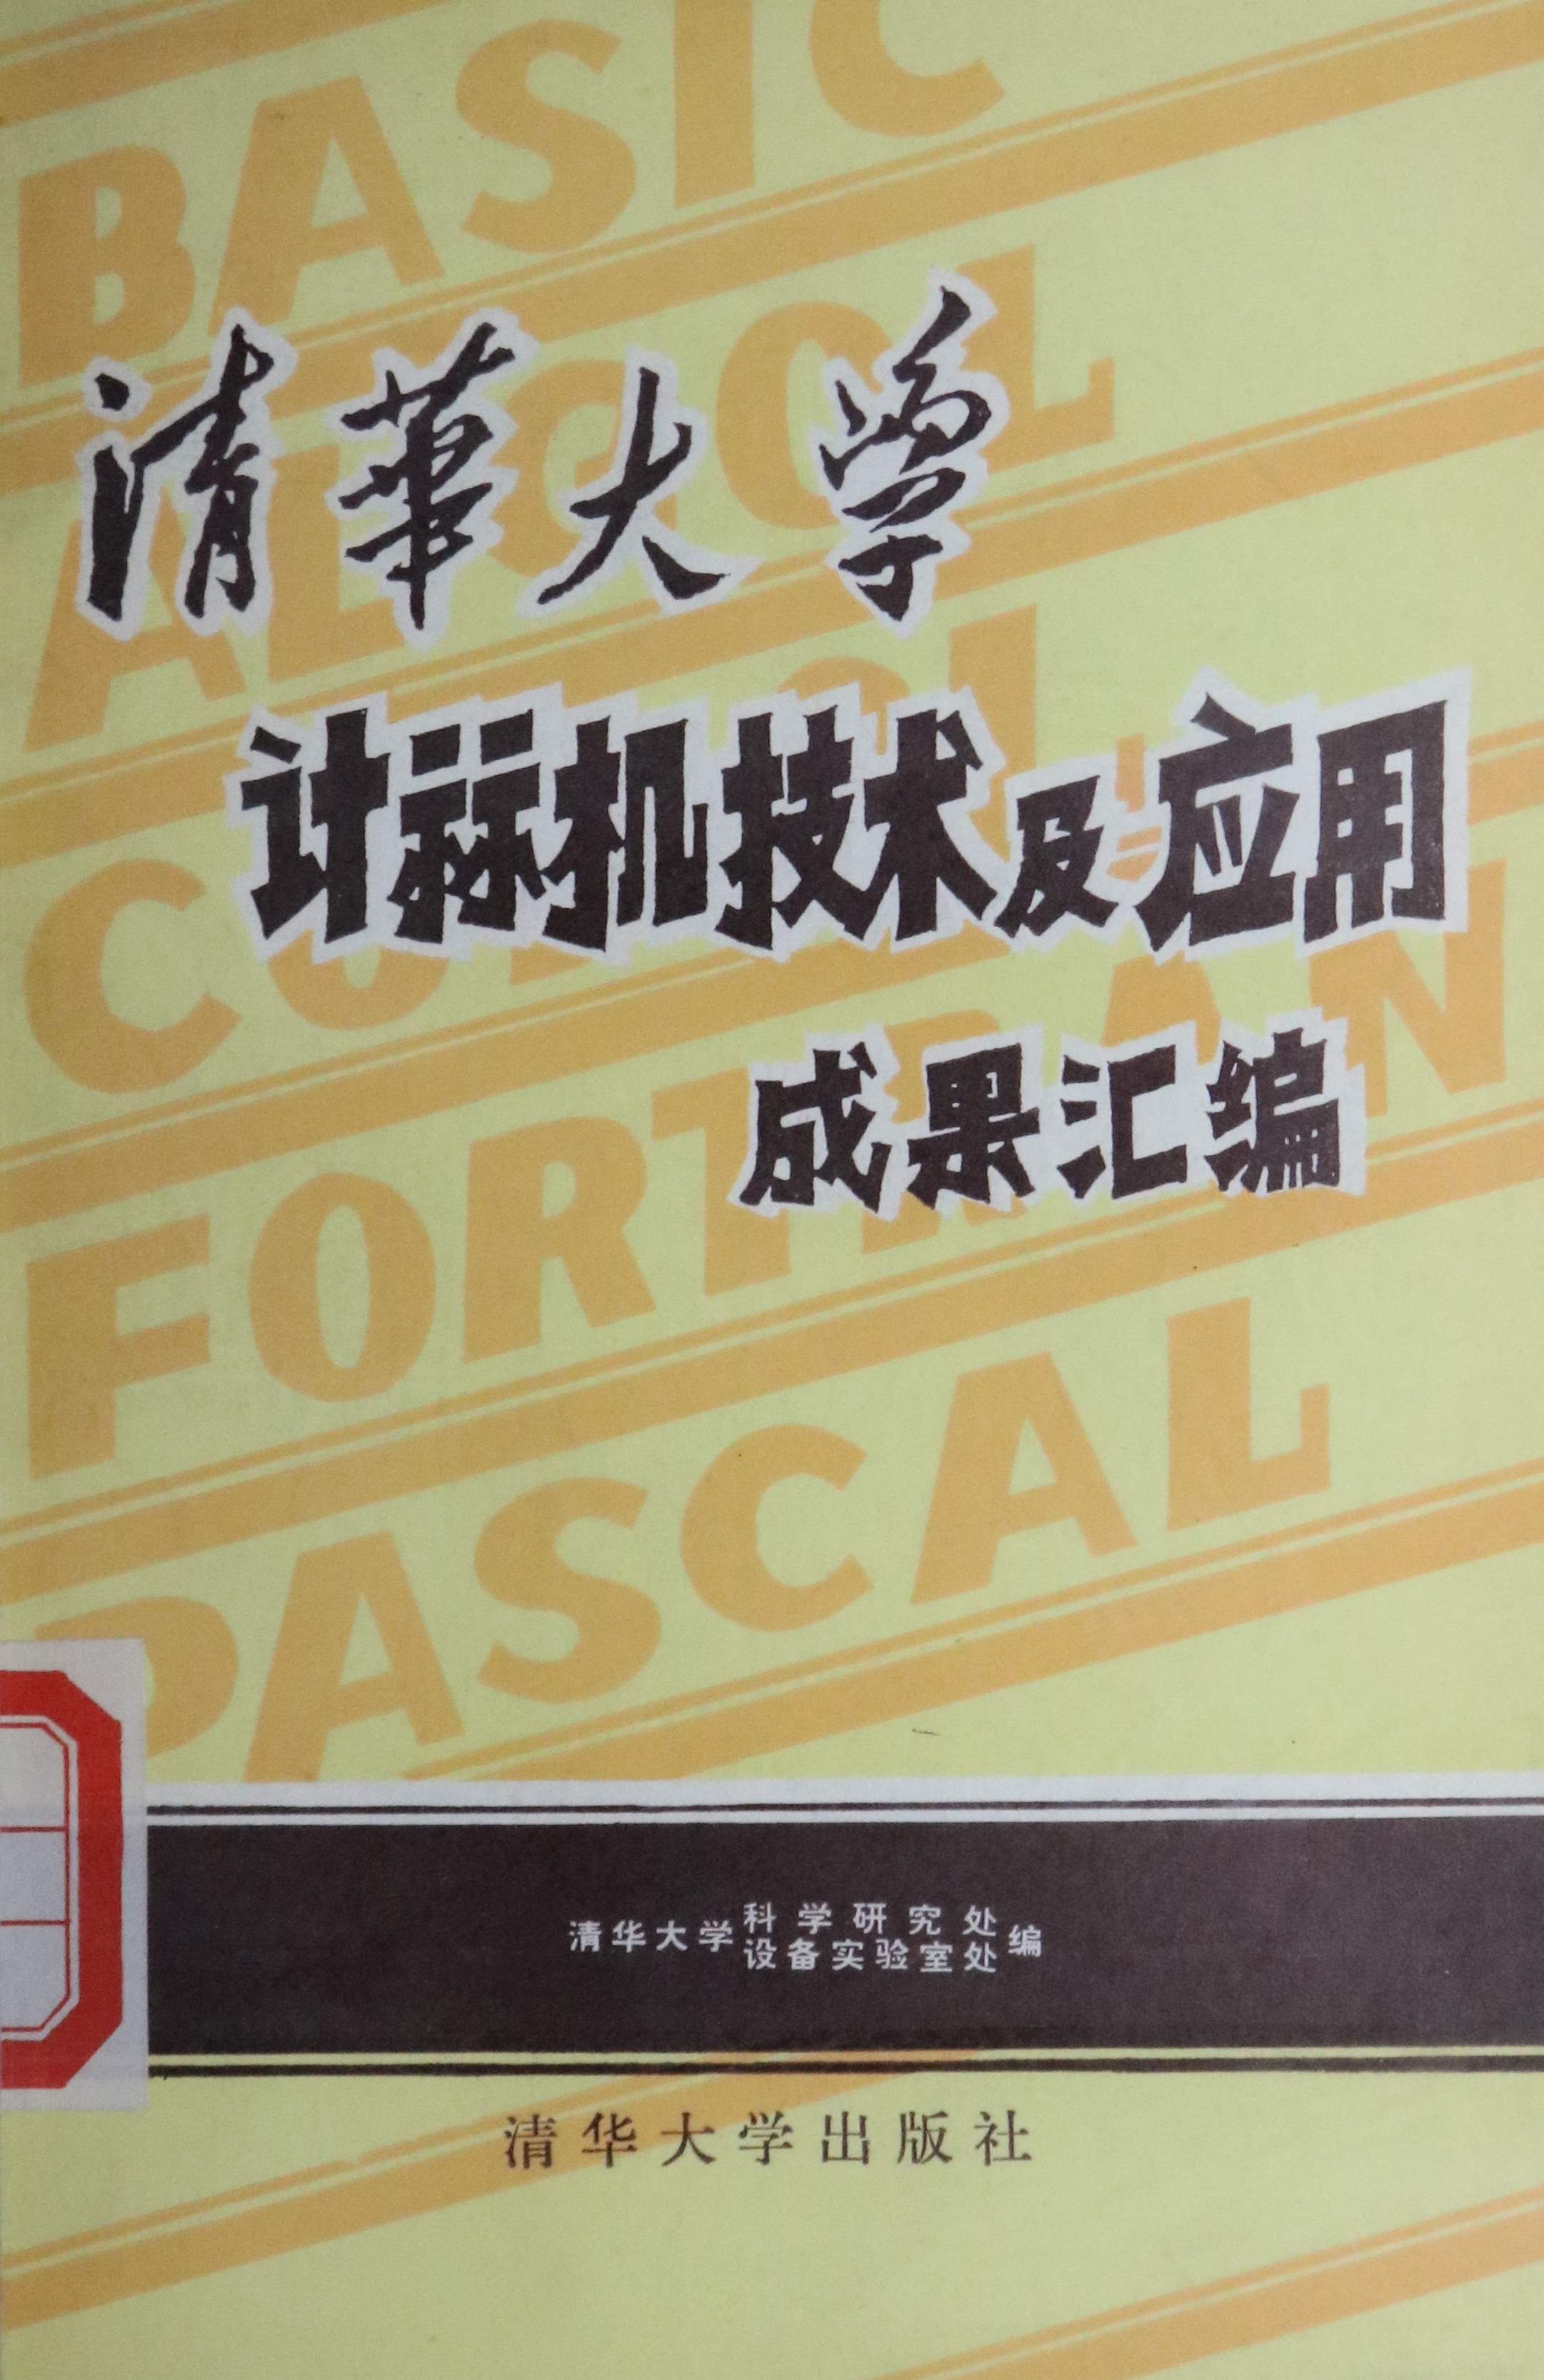 BASIC
ALGOL
COBOL
FORTRAN
PASCAL
清華大学
计祘机技术及应用
成果汇编
清华大学科学研究处
设备实验室处编
清华大学出版社